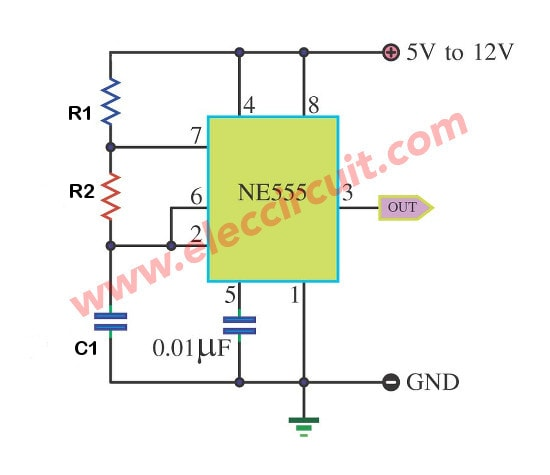 + 5V to 12V
R1
4
8
7
R2
6
NE555
3
OUT
2
www.eleccircuit.com
5
1
C1
0.01µF
− GND